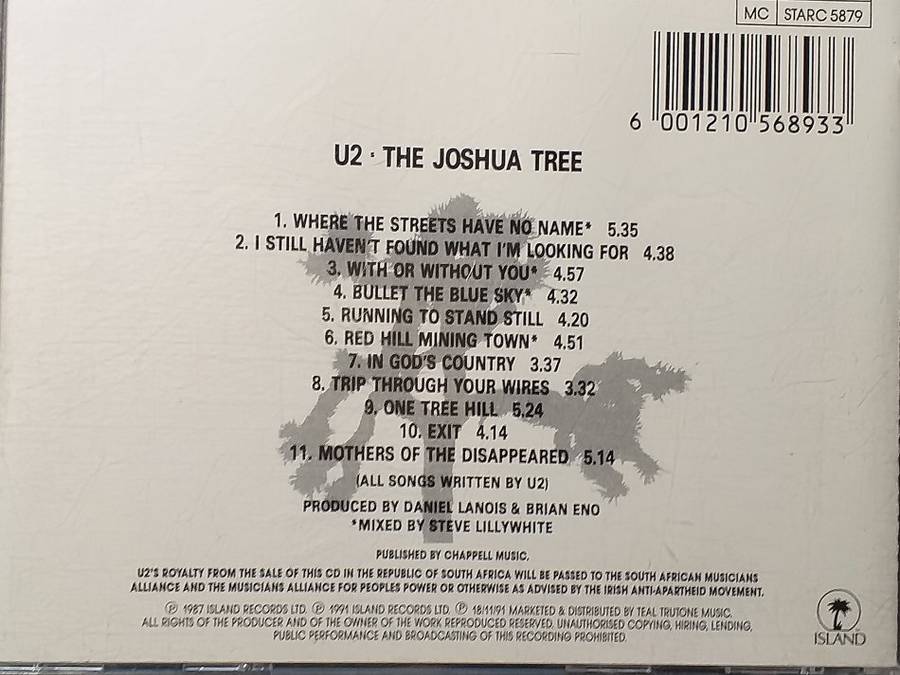 MC STARC 5879
6 001210 568933
U2 · THE JOSHUA TREE
1. WHERE THE STREETS HAVE NO NAME* 5.35
2. I STILL HAVEN'T FOUND WHAT I'M LOOKING FOR 4.38
3. WITH OR WITHOUT YOU* 4.57
4. BULLET THE BLUE SKY* 4.32
5. RUNNING TO STAND STILL 4.20
6. RED HILL MINING TOWN* 4.51
7. IN GOD'S COUNTRY 3.37
8. TRIP THROUGH YOUR WIRES 3.32
9. ONE TREE HILL 5.24
10. EXIT 4.14
11. MOTHERS OF THE DISAPPEARED 5.14
(ALL SONGS WRITTEN BY U2)
PRODUCED BY DANIEL LANOIS & BRIAN ENO
*MIXED BY STEVE LILLYWHITE
PUBLISHED BY CHAPPELL MUSIC.
U2'S ROYALTY FROM THE SALE OF THIS CD IN THE REPUBLIC OF SOUTH AFRICA WILL BE PASSED TO THE SOUTH AFRICAN MUSICIANS
ALLIANCE AND THE MUSICIANS ALLIANCE FOR PEOPLES POWER OR OTHERWISE AS ADVISED BY THE IRISH ANTI-APARTHEID MOVEMENT.
℗ 1987 ISLAND RECORDS LTD. ℗ 1991 ISLAND RECORDS LTD. ℗ 18/11/91 MARKETED & DISTRIBUTED BY TEAL TRUTONE MUSIC.
ALL RIGHTS OF THE PRODUCER AND OF THE OWNER OF THE WORK REPRODUCED RESERVED. UNAUTHORISED COPYING, HIRING, LENDING,
PUBLIC PERFORMANCE AND BROADCASTING OF THIS RECORDING PROHIBITED.
ISLAND